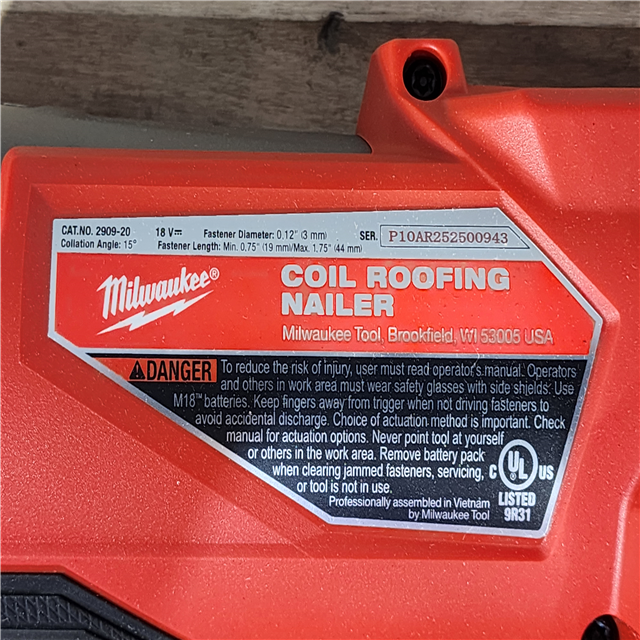 CAT.NO. 2909-20 18 V⎓ Fastener Diameter: 0.12" (3 mm) SER. P10AR252500943
Collation Angle: 15° Fastener Length: Min. 0.75" (19 mm)/Max. 1.75" (44 mm)
Milwaukee®
COIL ROOFING
NAILER
Milwaukee Tool, Brookfield, WI 53005 USA
DANGER To reduce the risk of injury, user must read operator's manual. Operators
and others in work area must wear safety glasses with side shields. Use
M18™ batteries. Keep fingers away from trigger when not driving fasteners to
avoid accidental discharge. Choice of actuation method is important. Check
manual for actuation options. Never point tool at yourself
or others in the work area. Remove battery pack
when clearing jammed fasteners, servicing,
or tool is not in use.
Professionally assembled in Vietnam
by Milwaukee Tool
C UL US
LISTED
9R31